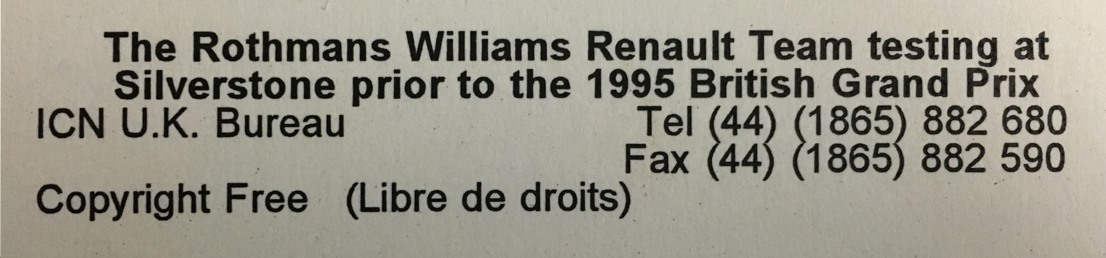 The Rothmans Williams Renault Team testing at
Silverstone prior to the 1995 British Grand Prix
ICN U.K. Bureau Tel (44) (1865) 882 680
Fax (44) (1865) 882 590
Copyright Free (Libre de droits)